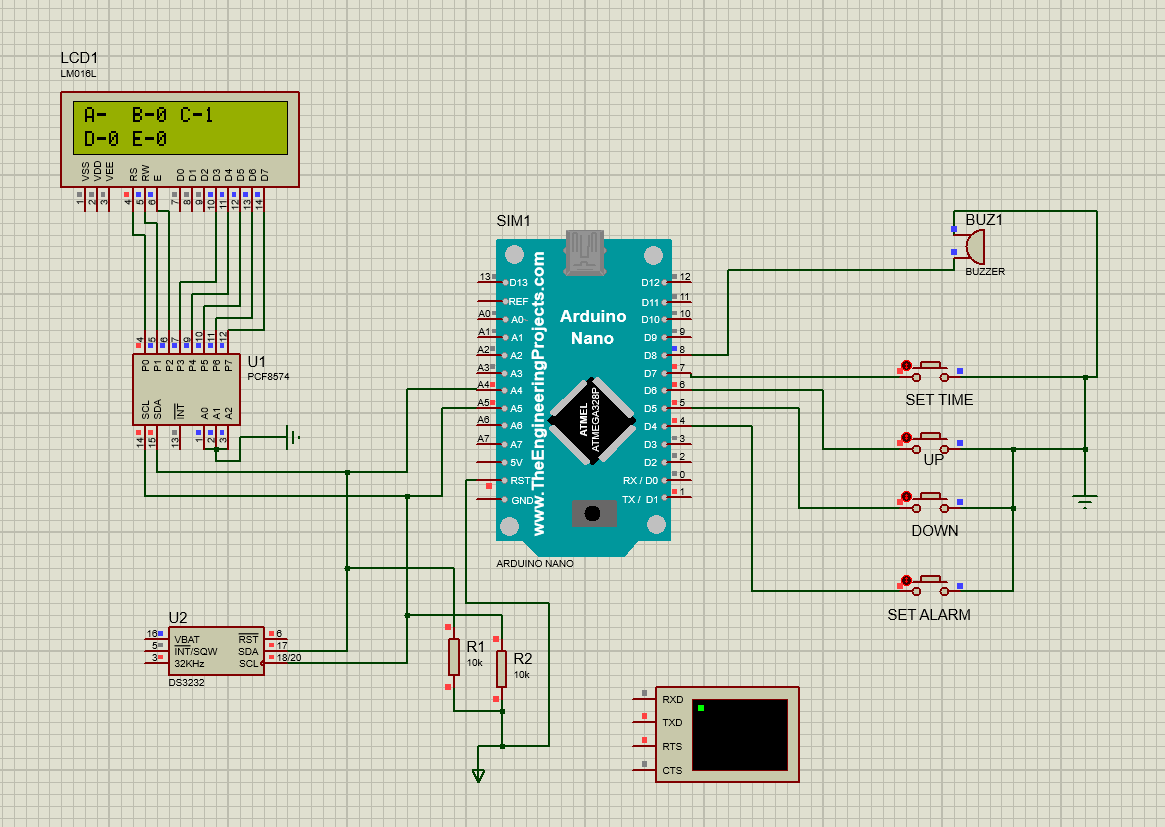 LCD1
LM016L
A-  B-0 C-1
D-0 E-0
VSS VDD VEE RS RW E D0 D1 D2 D3 D4 D5 D6 D7
1 2 3 4 5 6 7 8 9 10 11 12 13 14
4 5 6 7 9 10 11 12
P0 P1 P2 P3 P4 P5 P6 P7
U1
PCF8574
SCL SDA INT A0 A1 A2
14 15 13 1 2 3
SIM1
13 D13 D12 12
REF D11 11
A0 A0 D10 10
A1 A1 D9 9
A2 A2 D8 8
A3 A3 D7 7
A4 A4 D6 6
A5 A5 D5 5
A6 A6 D4 4
A7 A7 D3 3
5V D2 2
RST RX / D0 0
GND TX / D1 1
www.TheEngineeringProjects.com
Arduino
Nano
ATMEL
ATMEGA328P
ARDUINO NANO
BUZ1
BUZZER
SET TIME
UP
DOWN
SET ALARM
U2
16 VBAT RST 6
5 INT/SQW SDA 17
3 32KHz SCL 18/20
DS3232
R1
10k
R2
10k
RXD
TXD
RTS
CTS